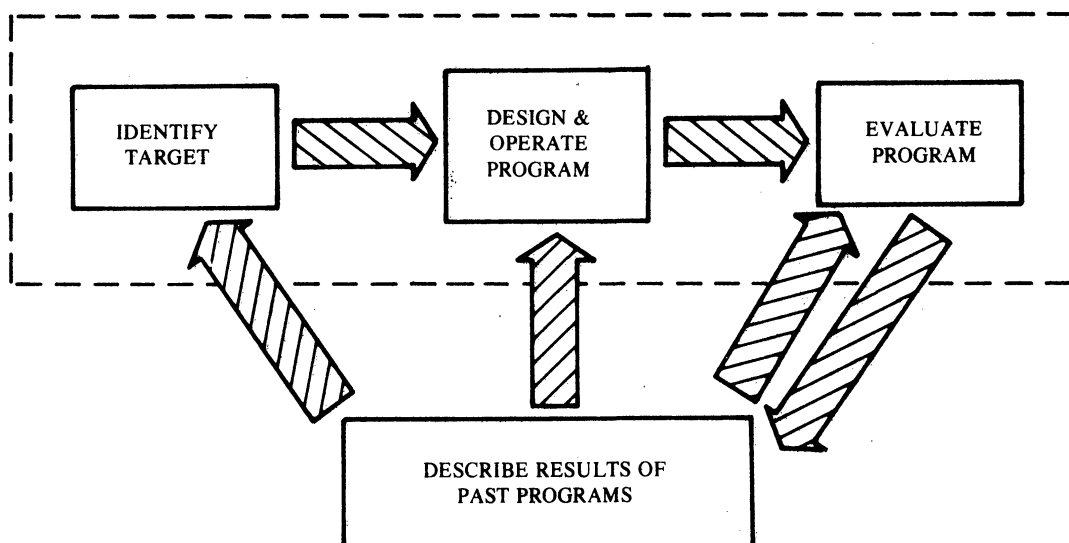 IDENTIFY
TARGET
DESIGN &
OPERATE
PROGRAM
EVALUATE
PROGRAM
DESCRIBE RESULTS OF
PAST PROGRAMS